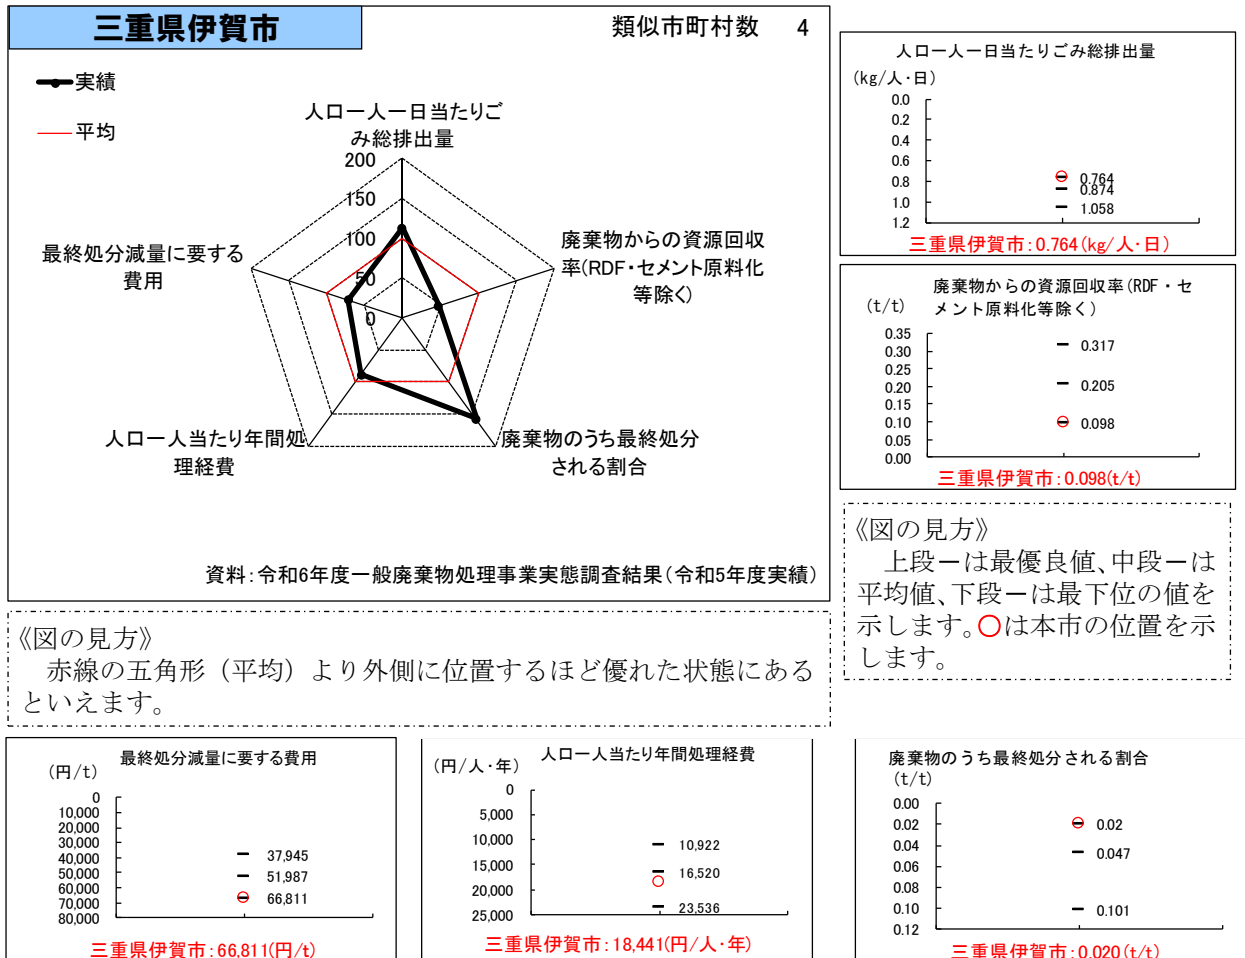 三重県伊賀市
類似市町村数 4
実績
平均
人口一人一日当たりご
み総排出量
200
150
100
50
0
廃棄物からの資源回収
率(RDF・セメント原料化
等除く)
最終処分減量に要する
費用
人口一人当たり年間処
理経費
廃棄物のうち最終処分
される割合
資料:令和6年度一般廃棄物処理事業実態調査結果(令和5年度実績)
人口一人一日当たりごみ総排出量
(kg/人・日)
0.0
0.2
0.4
0.6
0.8
1.0
1.2
0.764
0.874
1.058
三重県伊賀市:0.764(kg/人・日)
廃棄物からの資源回収率(RDF・セ
メント原料化等除く)
(t/t)
0.35
0.30
0.25
0.20
0.15
0.10
0.05
0.00
0.317
0.205
0.098
三重県伊賀市:0.098(t/t)
《図の見方》
上段ーは最優良値、中段ーは
平均値、下段ーは最下位の値を
示します。○は本市の位置を示
します。
《図の見方》
赤線の五角形（平均）より外側に位置するほど優れた状態にある
といえます。
最終処分減量に要する費用
(円/t)
0
10,000
20,000
30,000
40,000
50,000
60,000
70,000
80,000
37,945
51,987
66,811
三重県伊賀市:66,811(円/t)
人口一人当たり年間処理経費
(円/人・年)
0
5,000
10,000
15,000
20,000
25,000
10,922
16,520
23,536
三重県伊賀市:18,441(円/人・年)
廃棄物のうち最終処分される割合
(t/t)
0.00
0.02
0.04
0.06
0.08
0.10
0.12
0.02
0.047
0.101
三重県伊賀市:0.020(t/t)